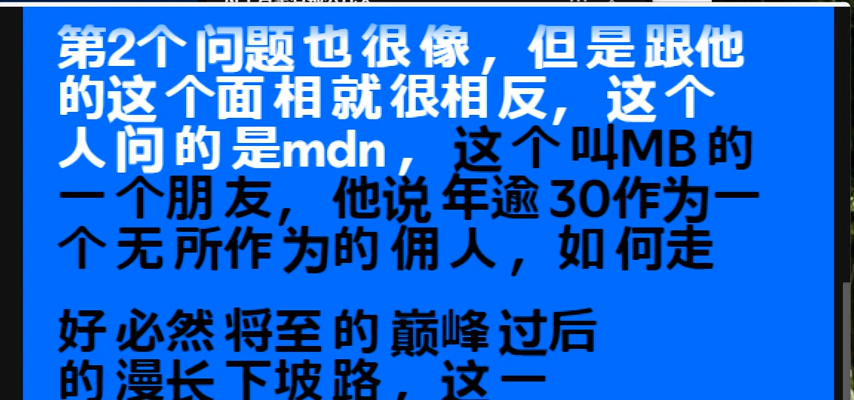 第2个问题也很像，但是跟他
的这个面相就很相反，这个
人问的是mdn，这个叫MB的
一个朋友，他说年逾30作为一
个无所作为的佣人，如何走
好必然将至的巅峰过后
的漫长下坡路，这一